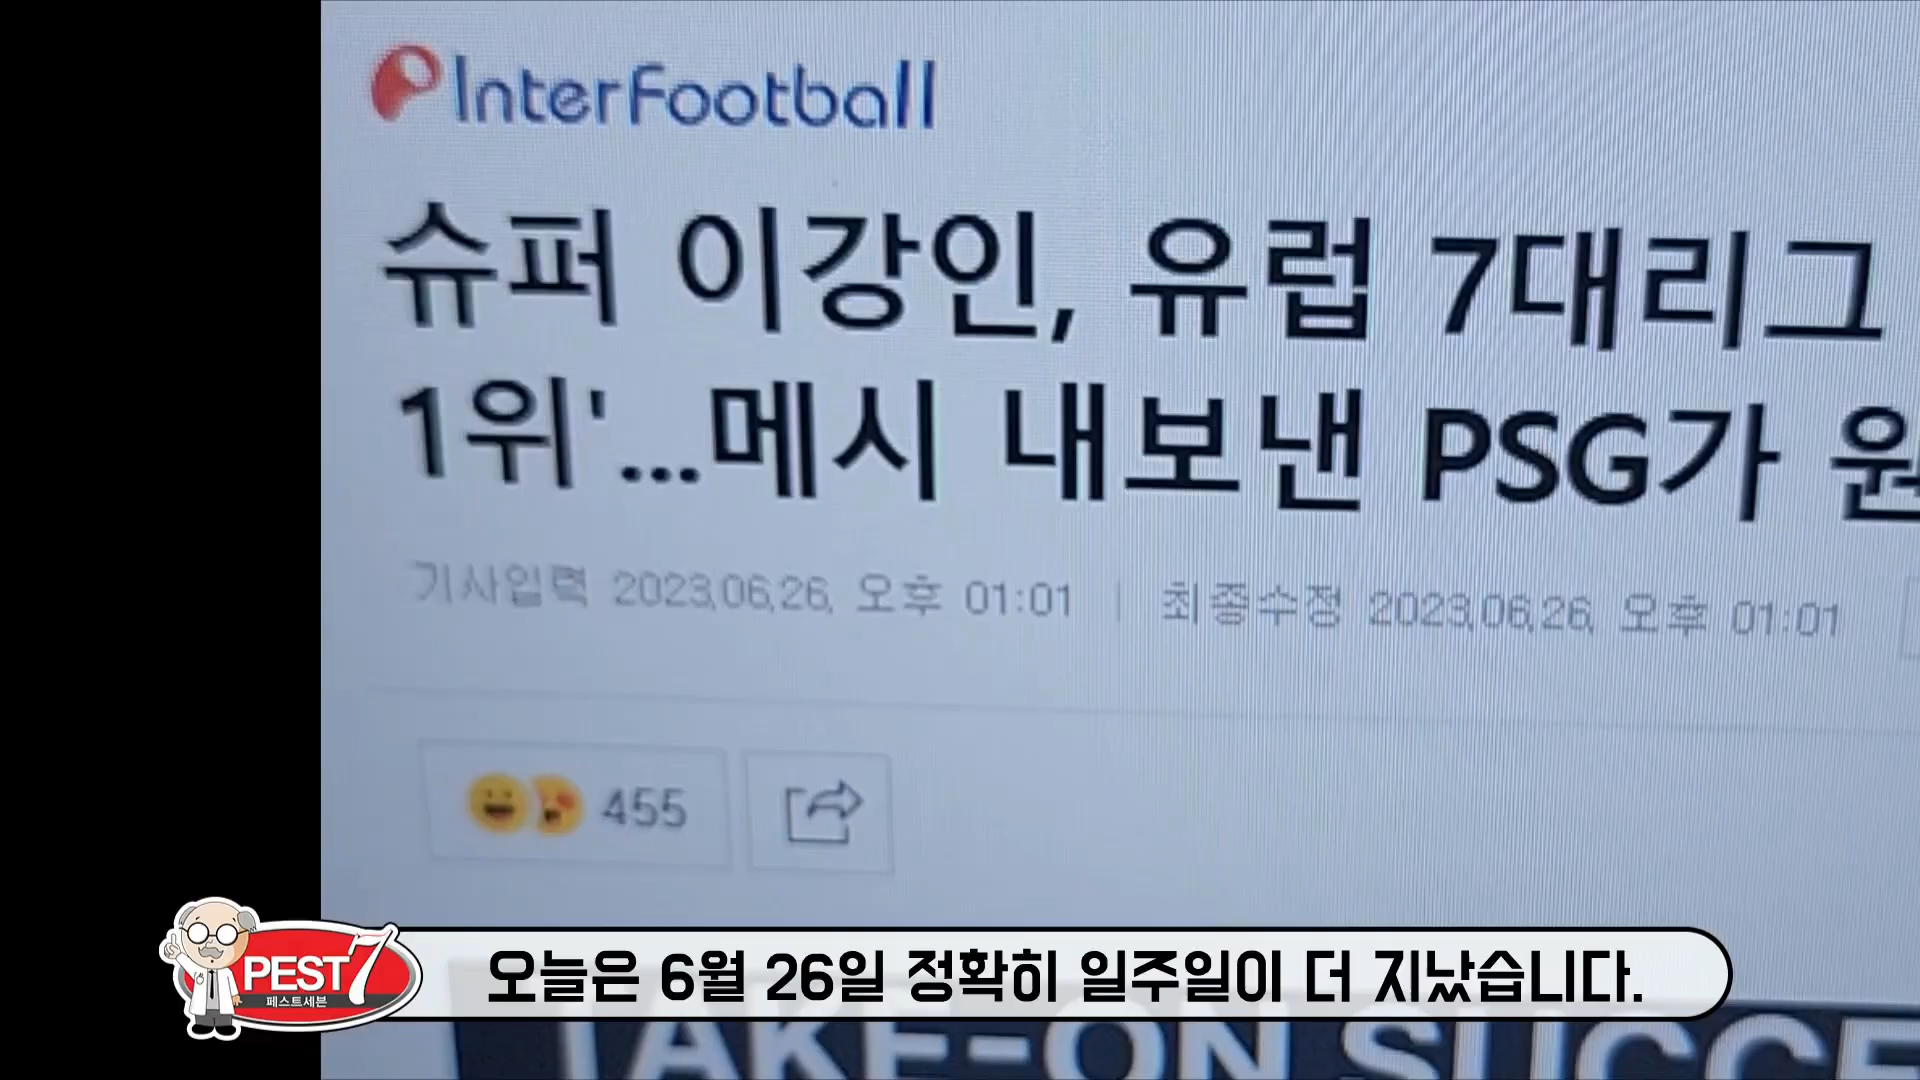 InterFootball
슈퍼 이강인, 유럽 7대리그
1위'...메시 내보낸 PSG가
기사입력 2023.06.26. 오후 01:01 | 최종수정 2023.06.26. 오후 01:01
455
PEST7
페스트세븐
오늘은 6월 26일 정확히 일주일이 더 지났습니다.
TAKE-ON